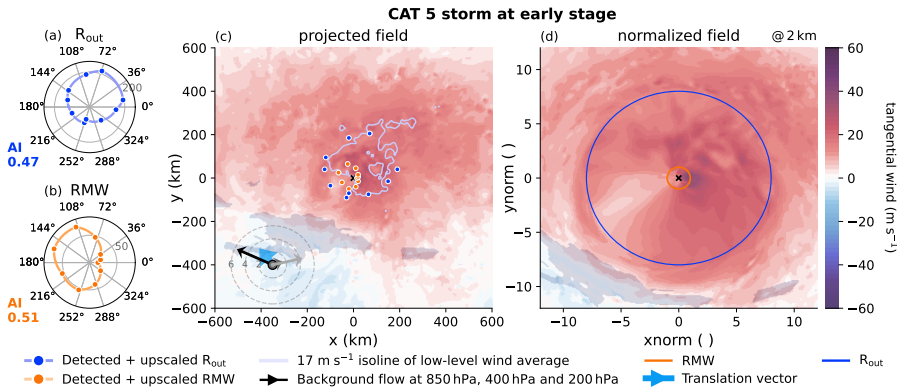 CAT 5 storm at early stage
(a) R_out
108° 72°
144° 36°
200
180° 0°
216° 324°
252° 288°
AI
0.47
(b) RMW
108° 72°
144° 36°
50
180° 0°
216° 324°
252° 288°
AI
0.51
(c) projected field
y (km)
600
400
200
0
−200
−400
−600
6 4 2
−600 −400 −200 0 200 400 600
x (km)
(d) normalized field @ 2 km
ynorm ( )
10
5
0
−5
−10
−10 −5 0 5 10
xnorm ( )
60
40
20
0
−20
−40
−60
tangential wind (m s⁻¹)
Detected + upscaled R_out
Detected + upscaled RMW
17 m s⁻¹ isoline of low-level wind average
Background flow at 850 hPa, 400 hPa and 200 hPa
RMW
Translation vector
R_out